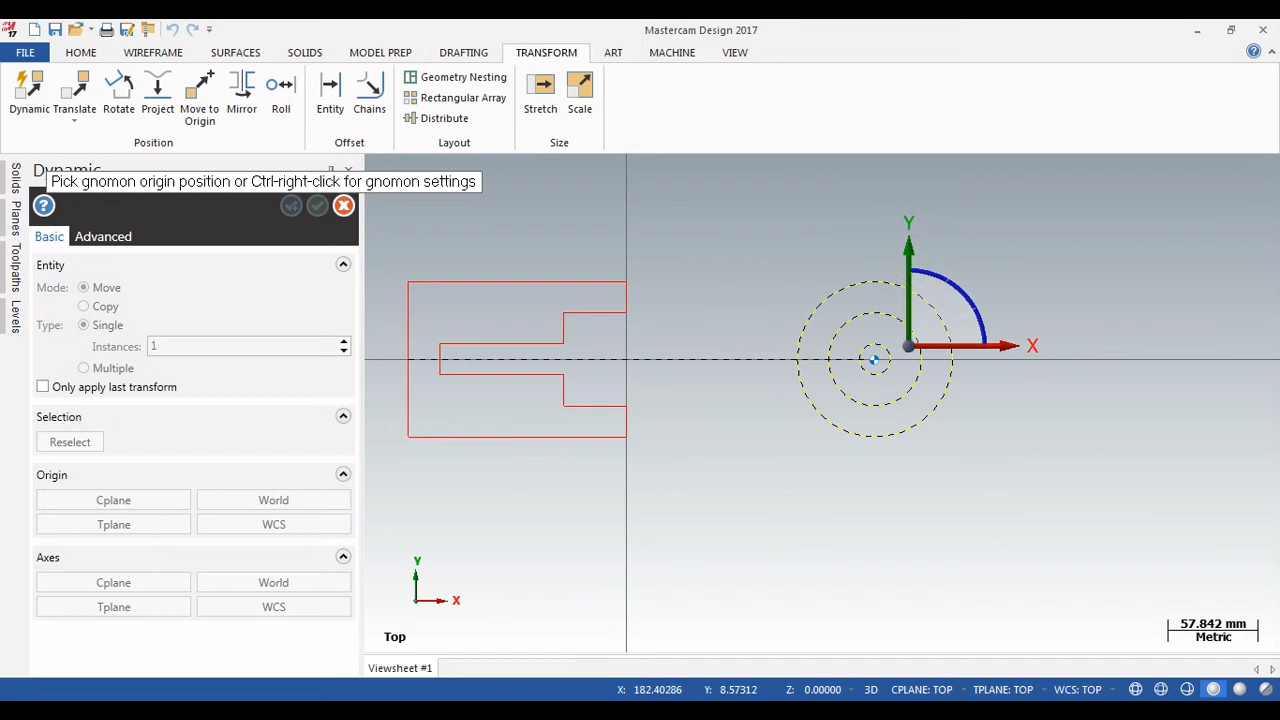 Mastercam Design 2017
FILE HOME WIREFRAME SURFACES SOLIDS MODEL PREP DRAFTING TRANSFORM ART MACHINE VIEW
Dynamic Translate Rotate Project Move to Origin Mirror Roll Entity Chains Geometry Nesting Stretch Scale
Rectangular Array
Distribute
Position Offset Layout Size
Dynamic
Pick gnomon origin position or Ctrl-right-click for gnomon settings
Solids
Planes
Toolpaths
Levels
Basic Advanced
Entity
Mode: Move
Copy
Type: Single
Instances: 1
Multiple
Only apply last transform
Selection
Reselect
Origin
Cplane World
Tplane WCS
Axes
Cplane World
Tplane WCS
Y
X
Y
X
Top
57.842 mm
Metric
Viewsheet #1
X: 182.40286 Y: 8.57312 Z: 0.00000 3D CPLANE: TOP TPLANE: TOP WCS: TOP